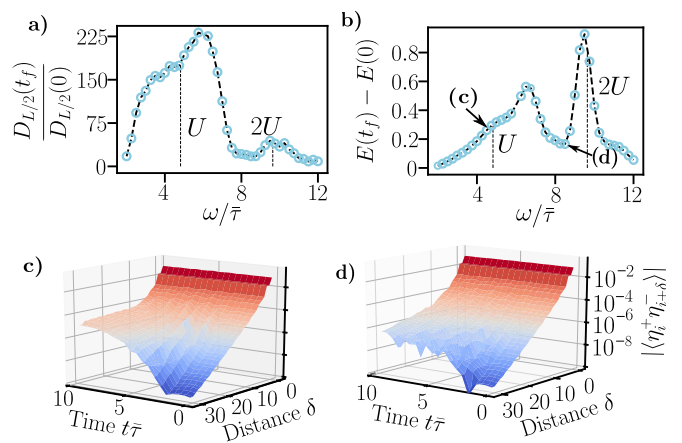 a)
D_{L/2}(t_f)
D_{L/2}(0)
225
150
75
0
U
2U
4
8
12
ω/τ̄
b)
E(t_f) − E(0)
0.8
0.6
0.4
0.2
0
(c)
U
2U
(d)
4
8
12
ω/τ̄
c)
10
5
0
Time tτ̄
30
20
10
0
Distance δ
d)
10^{−2}
10^{−4}
10^{−6}
10^{−8}
|⟨η_i^+ η_{i+δ}^−⟩|
10
5
0
Time tτ̄
30
20
10
0
Distance δ